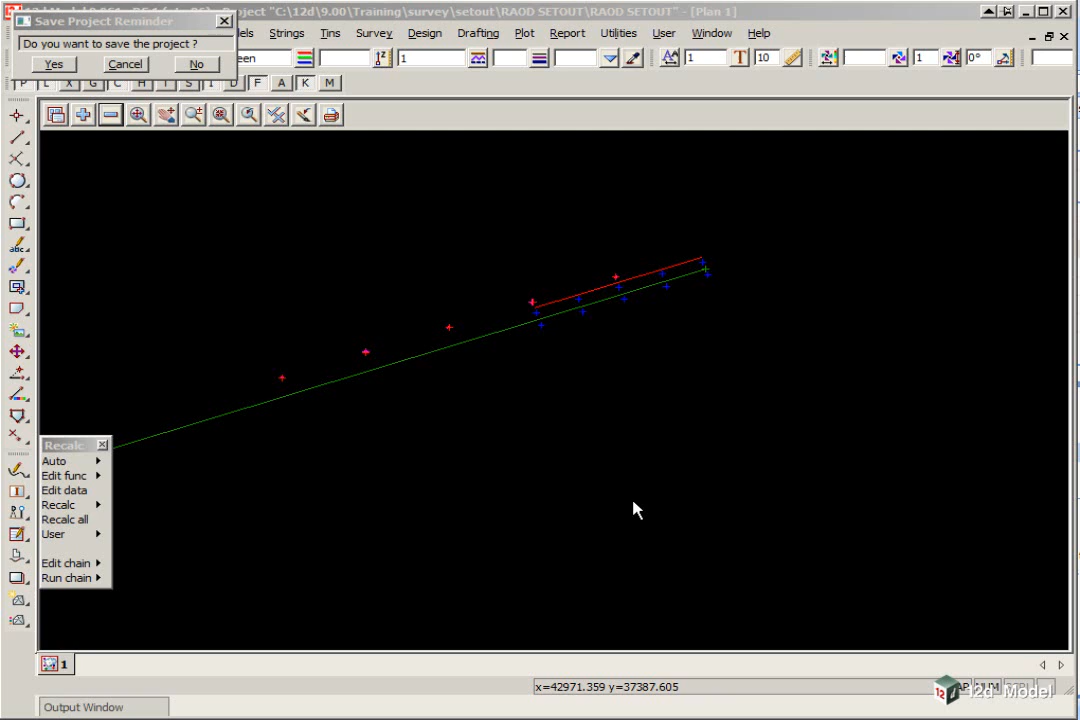 Project "C:\12d\9.00\Training\survey\setout\RAOD SETOUT\RAOD SETOUT" - [Plan 1]
Save Project Reminder
Do you want to save the project ?
Yes Cancel No
Strings Tins Survey Design Drafting Plot Report Utilities User Window Help
een 1 1 T 10 1 0°
P L X G C H T S I D F A K M
abc
Recalc
Auto
Edit func
Edit data
Recalc
Recalc all
User
Edit chain
Run chain
1
x=42971.359 y=37387.605
12d Model
Output Window